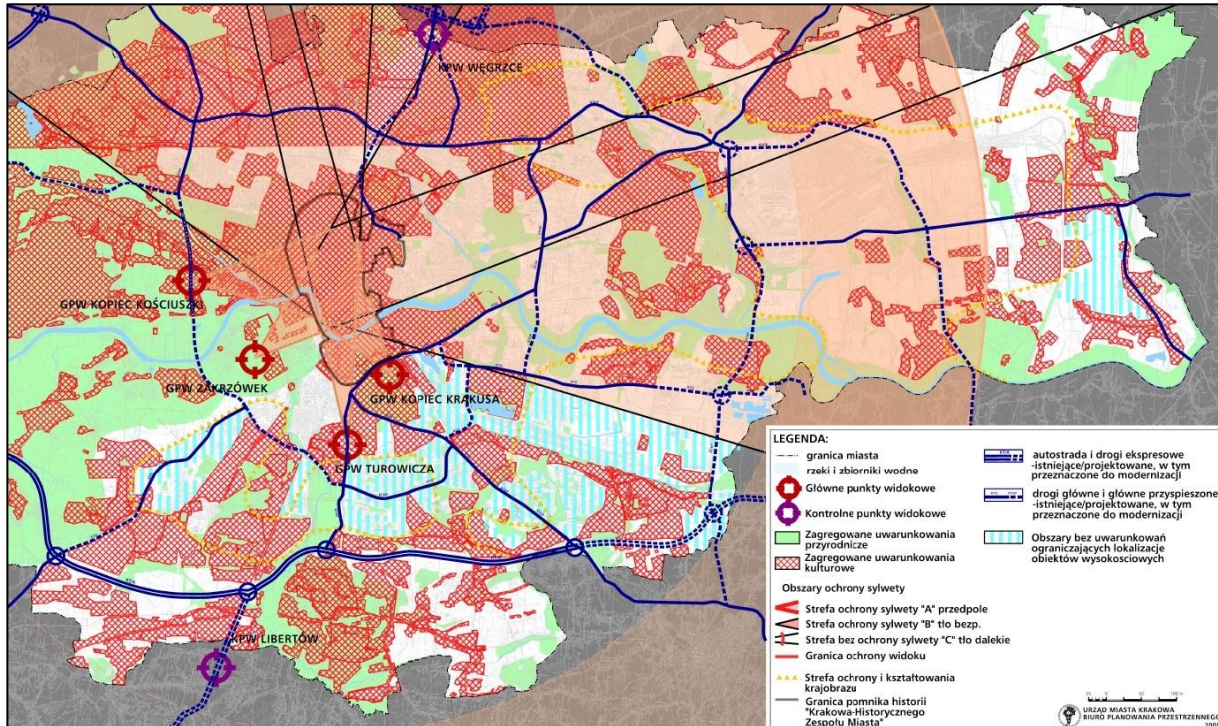 KPW WĘGRZCE
GPW KOPIEC KOŚCIUSZKI
GPW ZAKRZÓWEK
GPW KOPIEC KRAKUSA
GPW TUROWICZA
KPW LIBERTÓW
LEGENDA:
granica miasta
rzeki i zbiorniki wodne
Główne punkty widokowe
Kontrolne punkty widokowe
Zagregowane uwarunkowania
przyrodnicze
Zagregowane uwarunkowania
kulturowe
Obszary ochrony sylwety
Strefa ochrony sylwety "A" przedpole
Strefa ochrony sylwety "B" tło bezp.
Strefa bez ochrony sylwety "C" tło dalekie
Granica ochrony widoku
Strefa ochrony i kształtowania
krajobrazu
Granica pomnika historii
"Krakowa-Historycznego
Zespołu Miasta"
autostrada i drogi ekspresowe
-istniejące/projektowane, w tym
przeznaczone do modernizacji
drogi główne i główne przyspieszone
-istniejące/projektowane, w tym
przeznaczone do modernizacji
Obszary bez uwarunkowań
ograniczających lokalizacje
obiektów wysokosciowych
URZĄD MIASTA KRAKOWA
BIURO PLANOWANIA PRZESTRZENNEGO